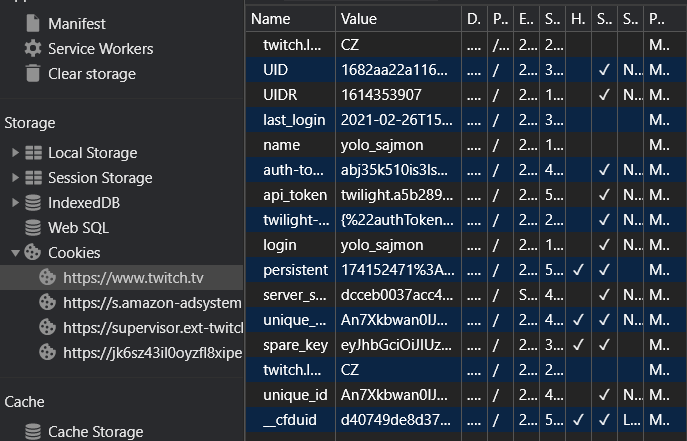 Manifest
Service Workers
Clear storage
Storage
Local Storage
Session Storage
IndexedDB
Web SQL
Cookies
https://www.twitch.tv
https://s.amazon-adsystem
https://supervisor.ext-twitch
https://jk6sz43il0oyzfl8xipe
Cache
Cache Storage
Name Value D. P.. E.. S.. H. S.. S.. P..
twitch.l... CZ .... /... 2... 2... M..
UID 1682aa22a116... .... / 2... 3... ✓ N... M..
UIDR 1614353907 .... / 2... 1... ✓ N... M..
last_login 2021-02-26T15... .... / 2... 3... M..
name yolo_sajmon .... / 2... 1... M..
auth-to... abj35k510is3ls... .... / 2... 4... ✓ N... M..
api_token twilight.a5b289... .... / 2... 4... ✓ N... M..
twilight-... {%22authToken... .... / 2... 4... ✓ N... M..
login yolo_sajmon .... / 2... 1... ✓ N... M..
persistent 174152471%3A... .... / 2... 5... ✓ ✓ M..
server_s... dcceb0037acc4... .... / S... 4... ✓ N... M..
unique_... An7Xkbwan0IJ... .... / 2... 4... ✓ ✓ N... M..
spare_key eyJhbGciOiJIUz... .... / 2... 3... ✓ ✓ M..
twitch.l... CZ .... / 2... 2... M..
unique_id An7Xkbwan0IJ... .... / 2... 4... ✓ N... M..
__cfduid d40749de8d37... .... / 2... 5... ✓ ✓ L... M..